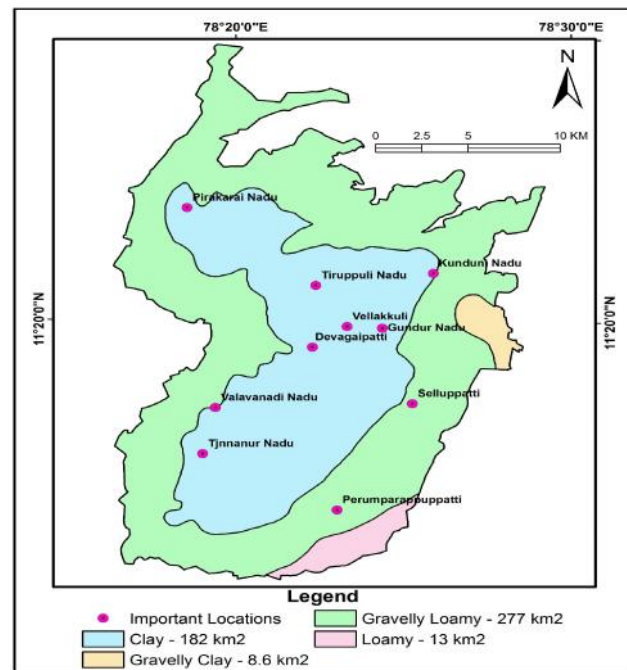 78°20'0"E 78°30'0"E
N
0 2.5 5 10 KM
Pirakarai Nadu
Kunduni Nadu
Tiruppuli Nadu
11°20'0"N 11°20'0"N
Vellakkuli
Gundur Nadu
Devagaipatti
Valavanadi Nadu
Selluppatti
Tjnnanur Nadu
Perumparappuppatti
Legend
Important Locations
Gravelly Loamy - 277 km2
Clay - 182 km2
Loamy - 13 km2
Gravelly Clay - 8.6 km2